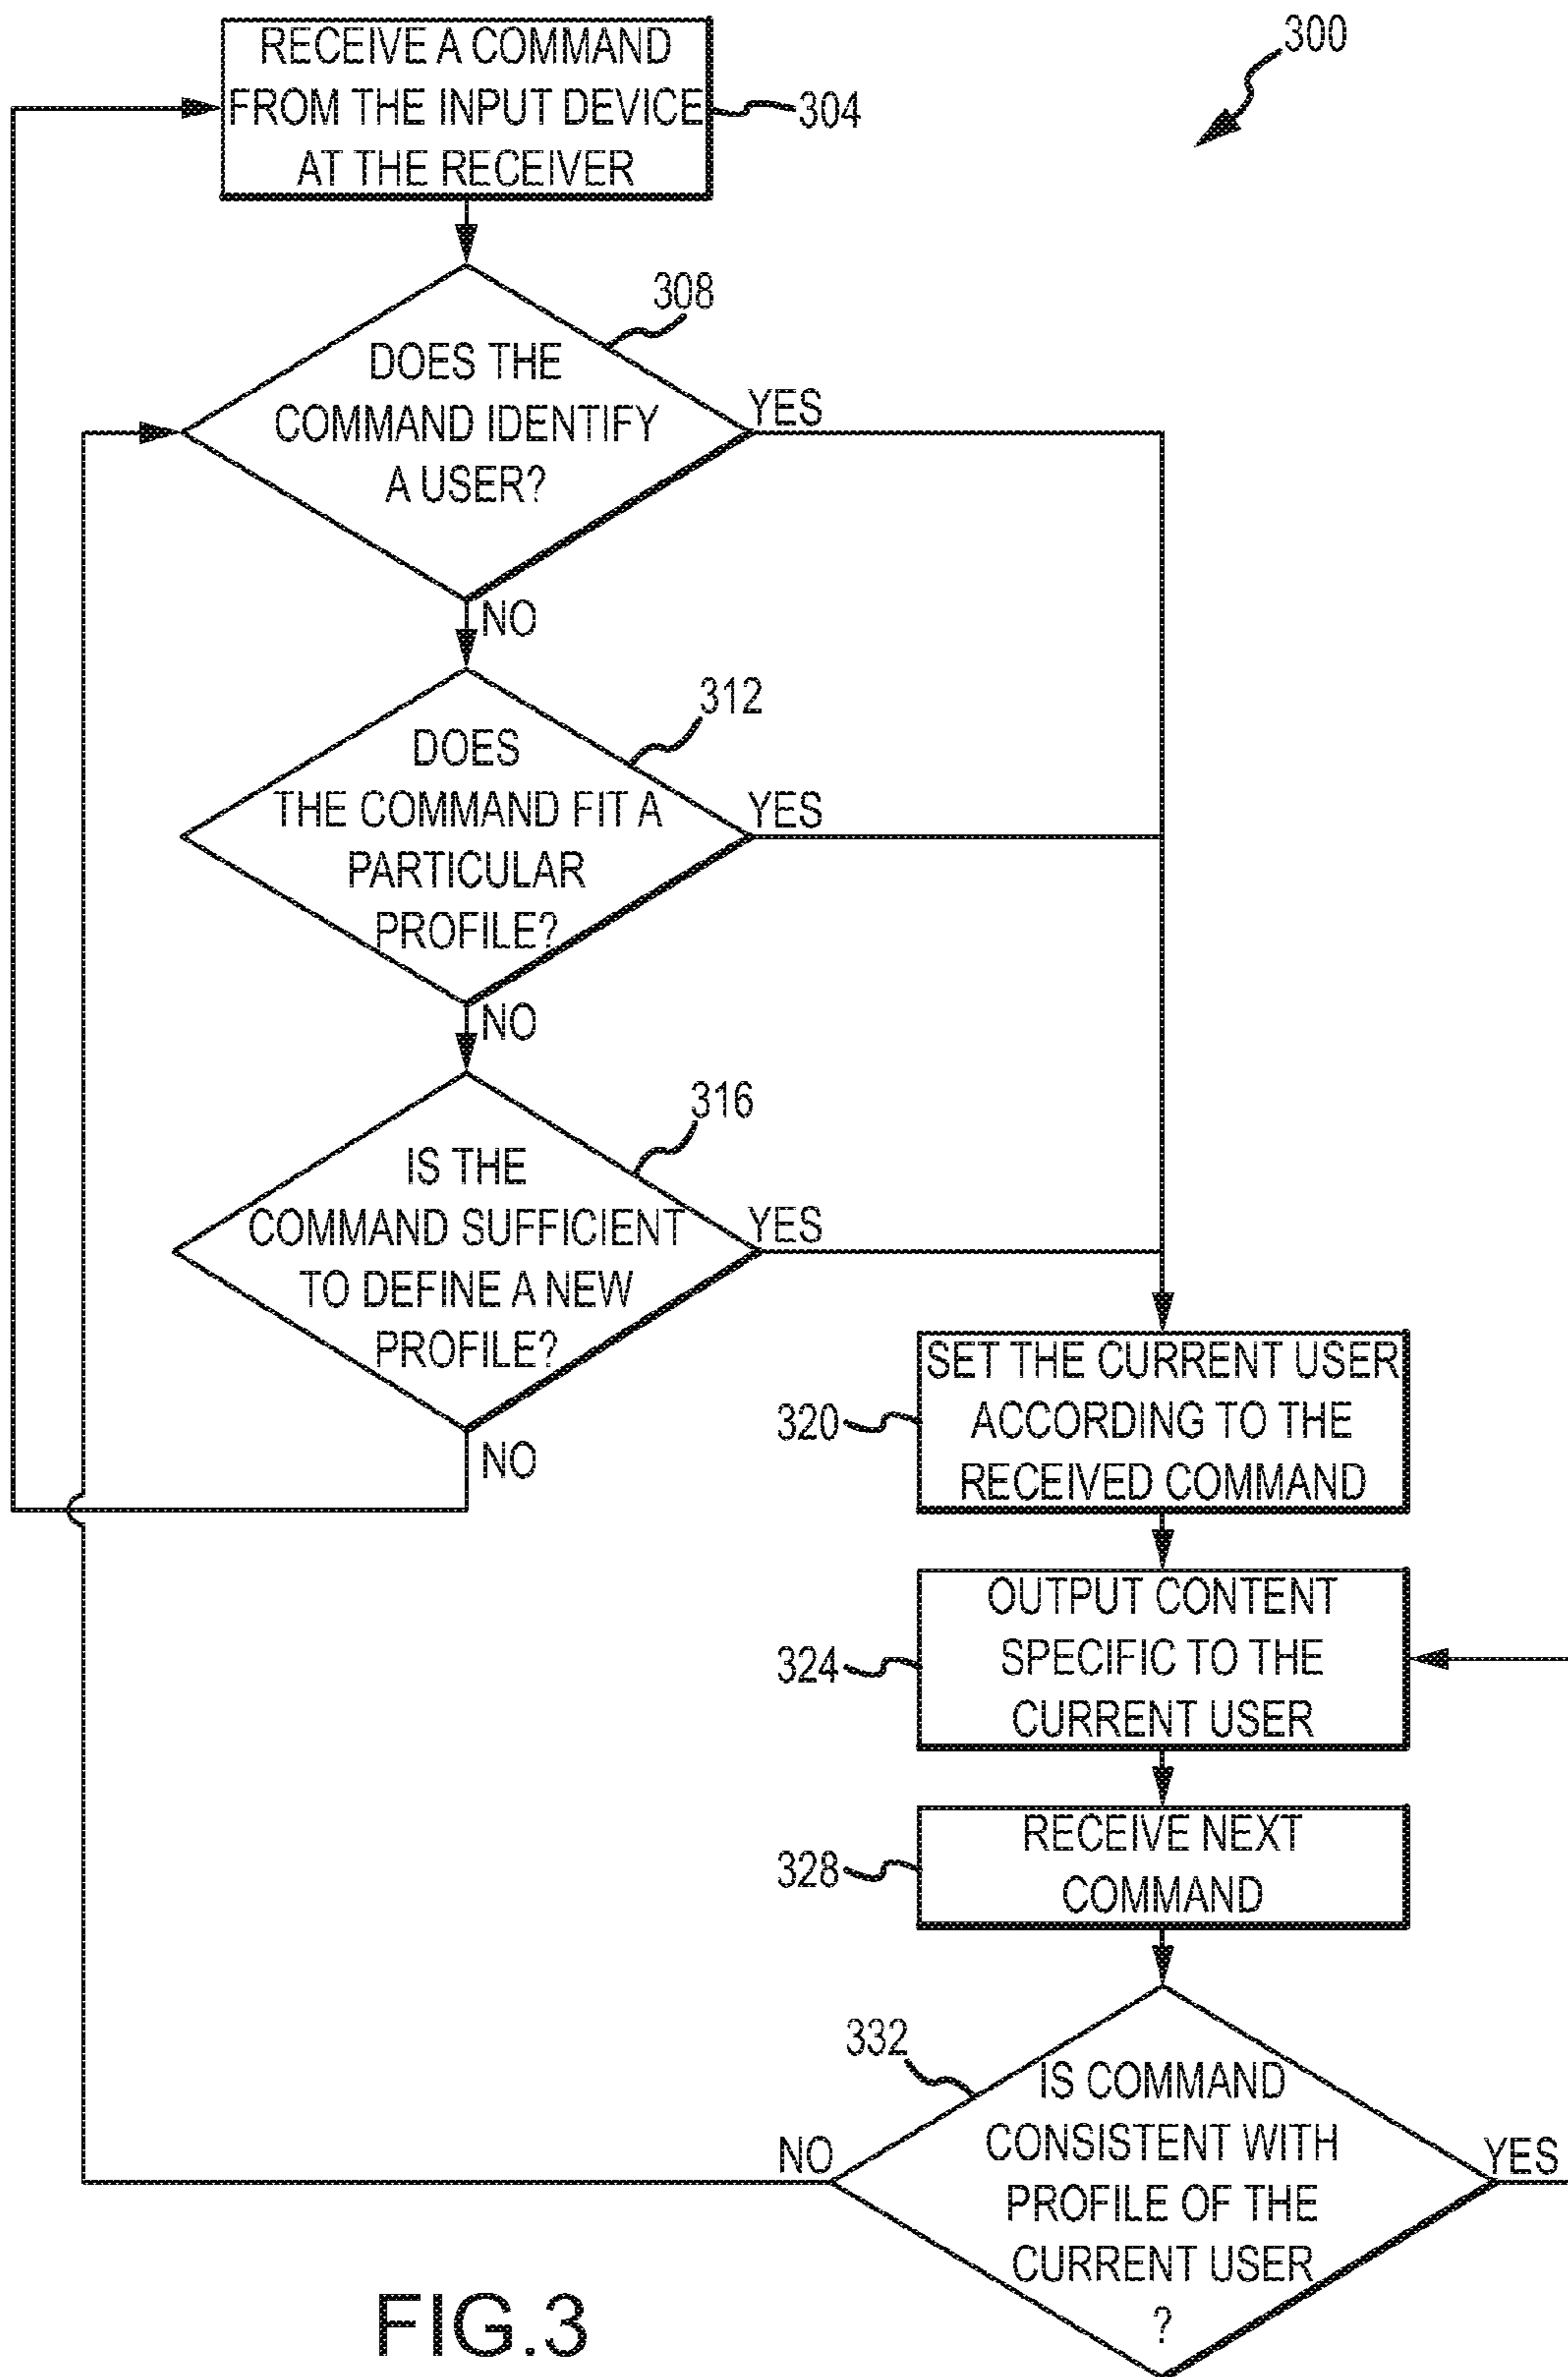 300
RECEIVE A COMMAND
FROM THE INPUT DEVICE
AT THE RECEIVER
304
308
DOES THE
COMMAND IDENTIFY
A USER?
YES
NO
312
DOES
THE COMMAND FIT A
PARTICULAR
PROFILE?
YES
NO
316
IS THE
COMMAND SUFFICIENT
TO DEFINE A NEW
PROFILE?
YES
NO
SET THE CURRENT USER
ACCORDING TO THE
RECEIVED COMMAND
320
OUTPUT CONTENT
SPECIFIC TO THE
CURRENT USER
324
RECEIVE NEXT
COMMAND
328
332
IS COMMAND
CONSISTENT WITH
PROFILE OF THE
CURRENT USER
?
NO
YES
FIG.3